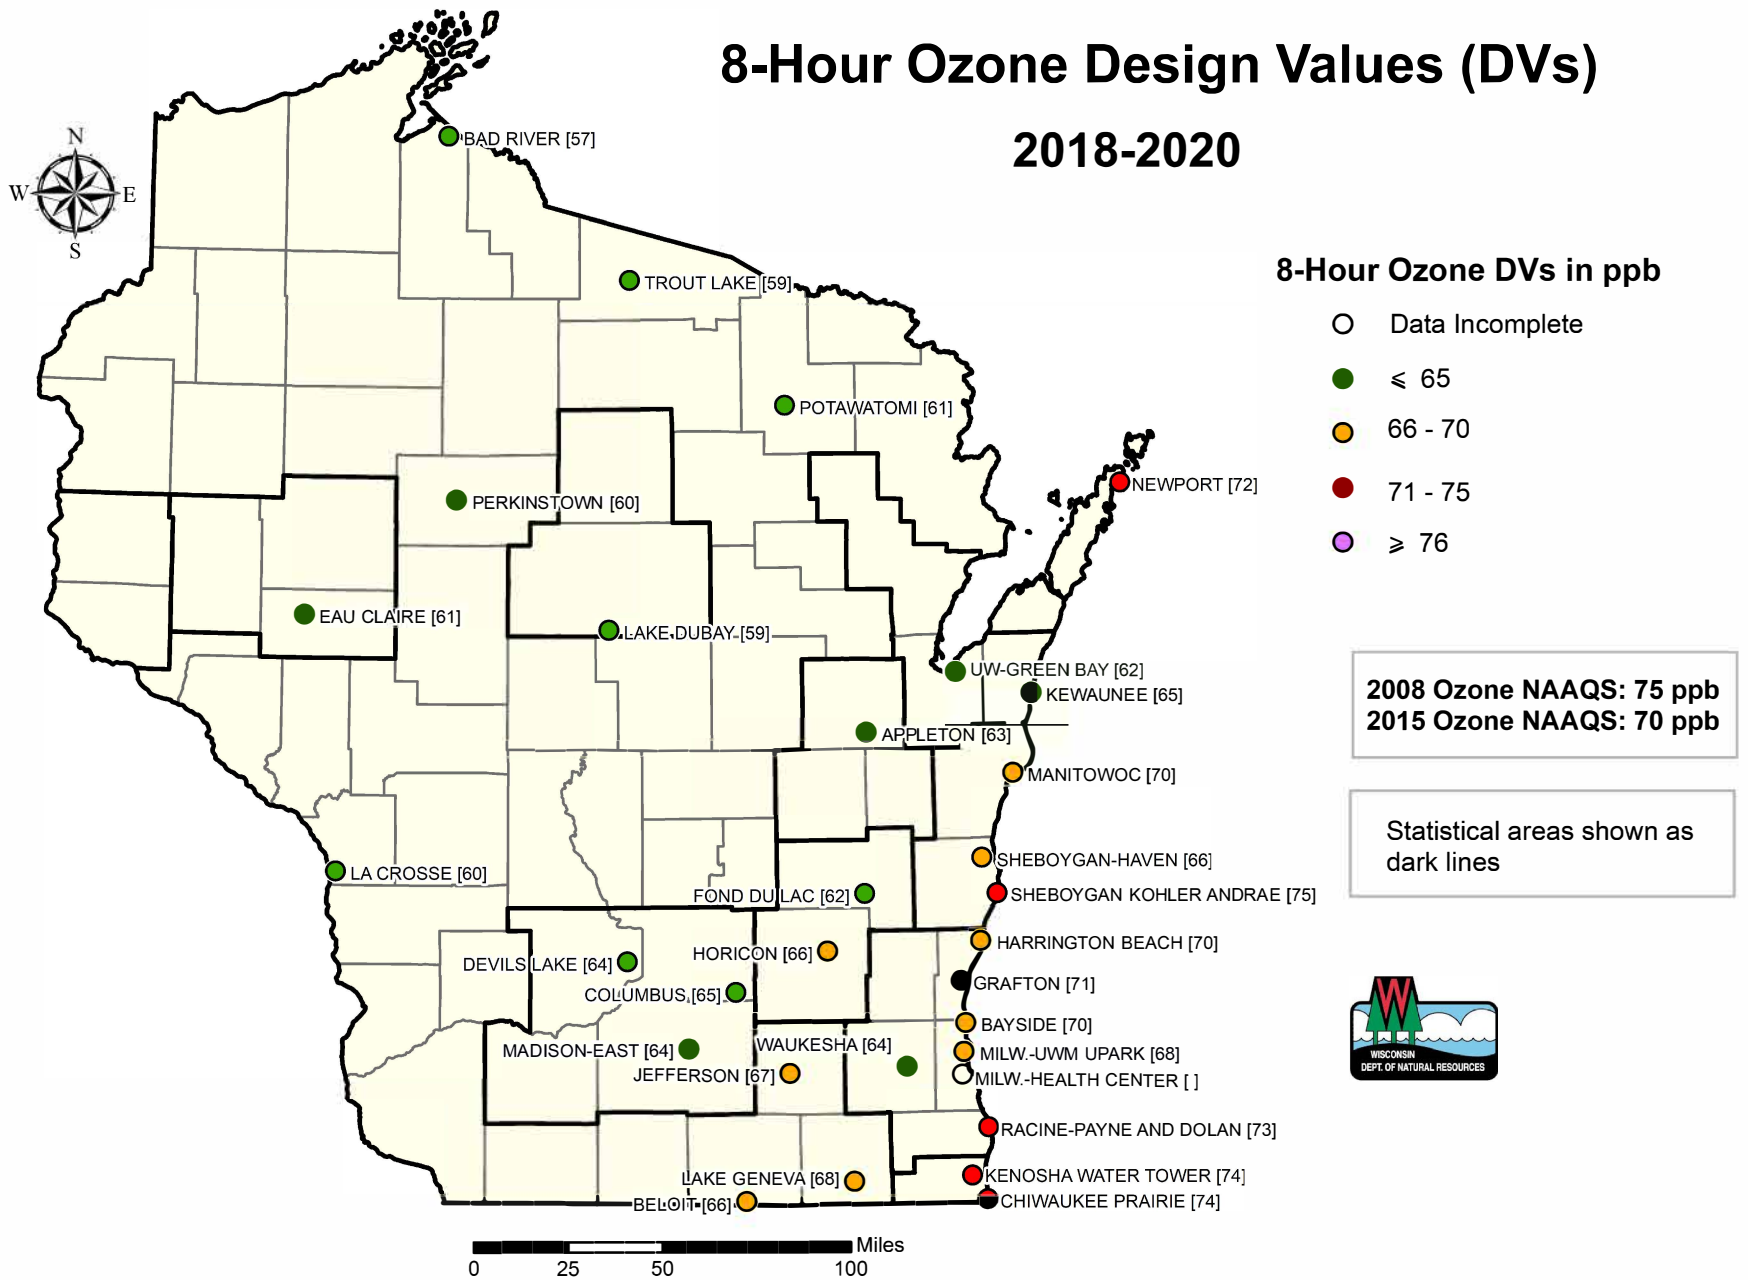 8-Hour Ozone Design Values (DVs)
2018-2020
N
W E
S
8-Hour Ozone DVs in ppb
Data Incomplete
⩽ 65
66 - 70
71 - 75
⩾ 76
2008 Ozone NAAQS: 75 ppb
2015 Ozone NAAQS: 70 ppb
Statistical areas shown as
dark lines
BAD RIVER [57]
TROUT LAKE [59]
POTAWATOMI [61]
NEWPORT [72]
PERKINSTOWN [60]
EAU CLAIRE [61]
LAKE DUBAY [59]
UW-GREEN BAY [62]
KEWAUNEE [65]
APPLETON [63]
MANITOWOC [70]
SHEBOYGAN-HAVEN [66]
LA CROSSE [60]
FOND DU LAC [62]
SHEBOYGAN KOHLER ANDRAE [75]
HARRINGTON BEACH [70]
HORICON [66]
DEVILS LAKE [64]
GRAFTON [71]
COLUMBUS [65]
BAYSIDE [70]
WAUKESHA [64]
MADISON-EAST [64]
MILW.-UWM UPARK [68]
JEFFERSON [67]
MILW.-HEALTH CENTER [ ]
RACINE-PAYNE AND DOLAN [73]
KENOSHA WATER TOWER [74]
LAKE GENEVA [68]
CHIWAUKEE PRAIRIE [74]
BELOIT [66]
W
WISCONSIN
DEPT. OF NATURAL RESOURCES
Miles
0 25 50 100